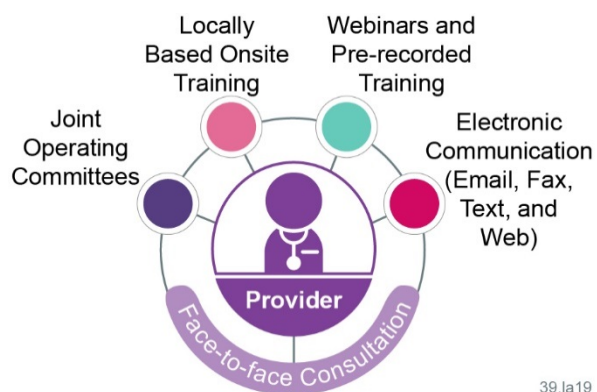 Locally
Based Onsite
Training
Webinars and
Pre-recorded
Training
Joint
Operating
Committees
Electronic
Communication
(Email, Fax,
Text, and
Web)
Provider
Face-to-face Consultation
39.la19